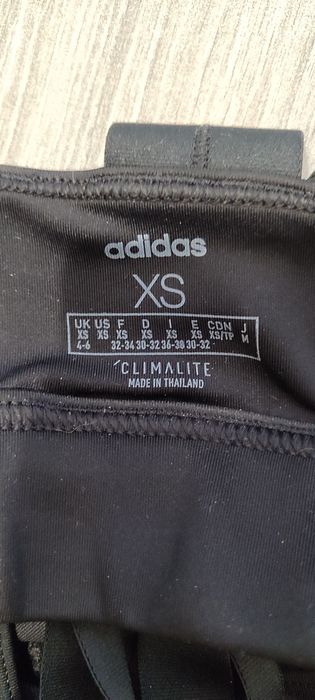 adidas
XS
UK US F D I E CDN J
XS XS XS XS XS XS XS/TP M
4-6 32-34 30-32 36-38 30-32 -
CLIMALITE
MADE IN THAILAND